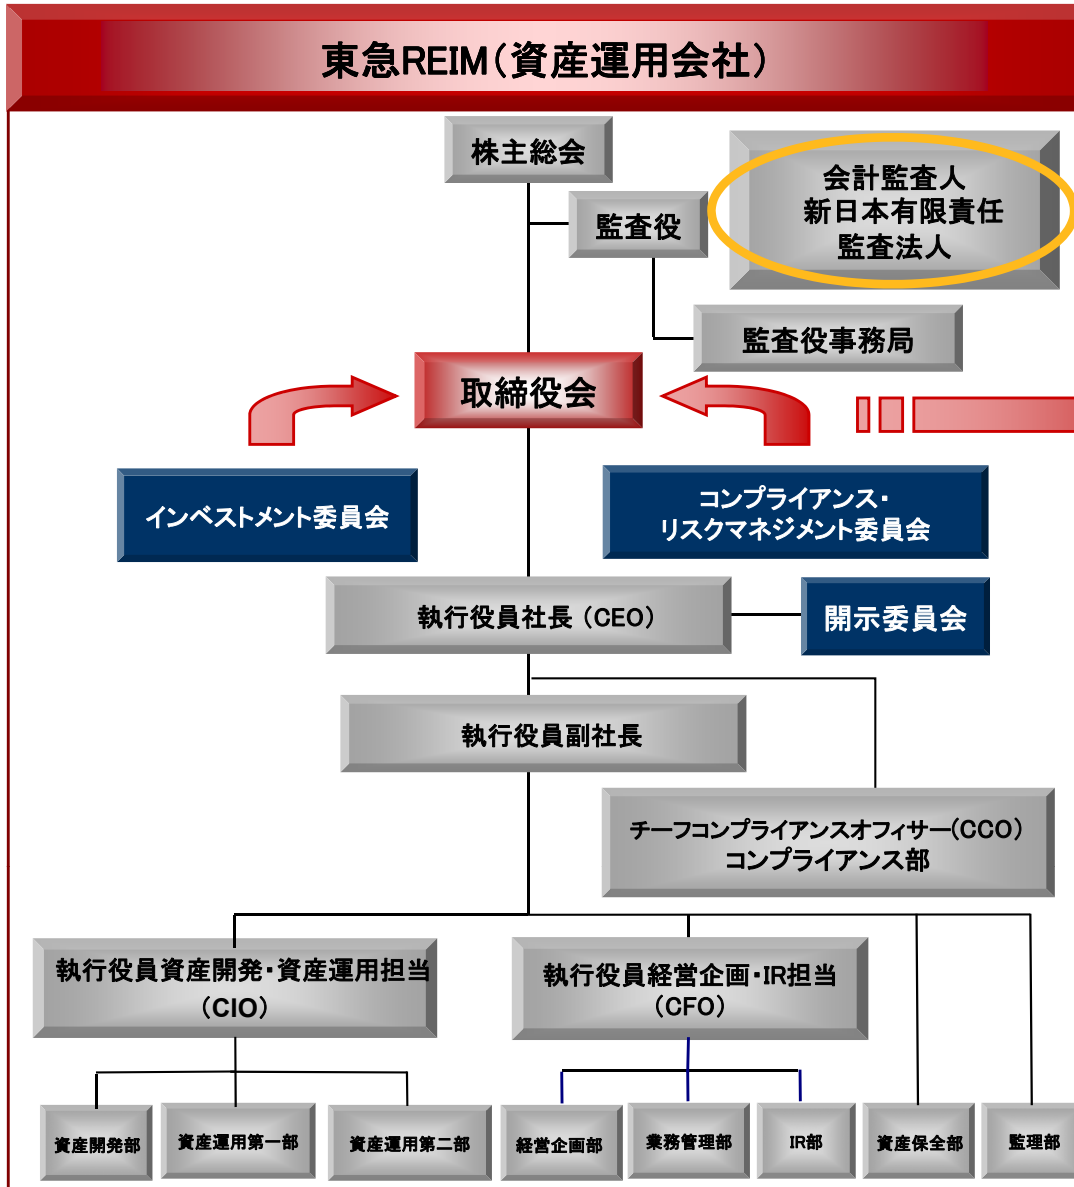 東急REIM（資産運用会社）
株主総会
監査役
会計監査人
新日本有限責任
監査法人
監査役事務局
取締役会
インベストメント委員会
コンプライアンス・
リスクマネジメント委員会
執行役員社長（CEO）
開示委員会
執行役員副社長
チーフコンプライアンスオフィサー（CCO）
コンプライアンス部
執行役員資産開発・資産運用担当
（CIO）
執行役員経営企画・IR担当
（CFO）
資産開発部
資産運用第一部
資産運用第二部
経営企画部
業務管理部
IR部
資産保全部
監理部